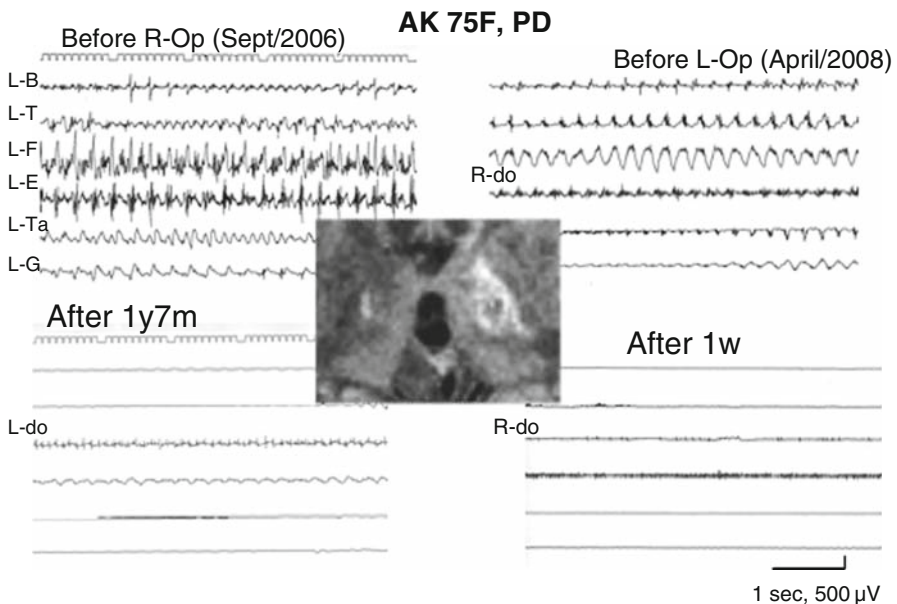 AK 75F, PD
Before R-Op (Sept/2006)
Before L-Op (April/2008)
L-B
L-T
L-F
L-E
L-Ta
L-G
R-do
After 1y7m
After 1w
L-do
R-do
1 sec, 500 µV